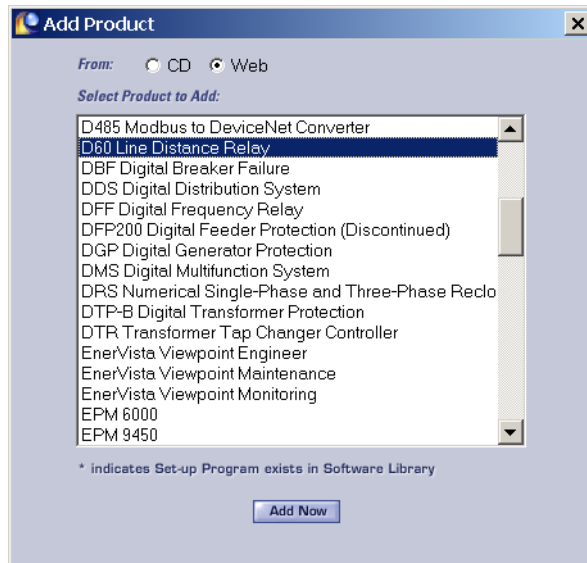 Add Product
From: CD Web
Select Product to Add:
D485 Modbus to DeviceNet Converter
D60 Line Distance Relay
DBF Digital Breaker Failure
DDS Digital Distribution System
DFF Digital Frequency Relay
DFP200 Digital Feeder Protection (Discontinued)
DGP Digital Generator Protection
DMS Digital Multifunction System
DRS Numerical Single-Phase and Three-Phase Reclo
DTP-B Digital Transformer Protection
DTR Transformer Tap Changer Controller
EnerVista Viewpoint Engineer
EnerVista Viewpoint Maintenance
EnerVista Viewpoint Monitoring
EPM 6000
EPM 9450
* indicates Set-up Program exists in Software Library
Add Now